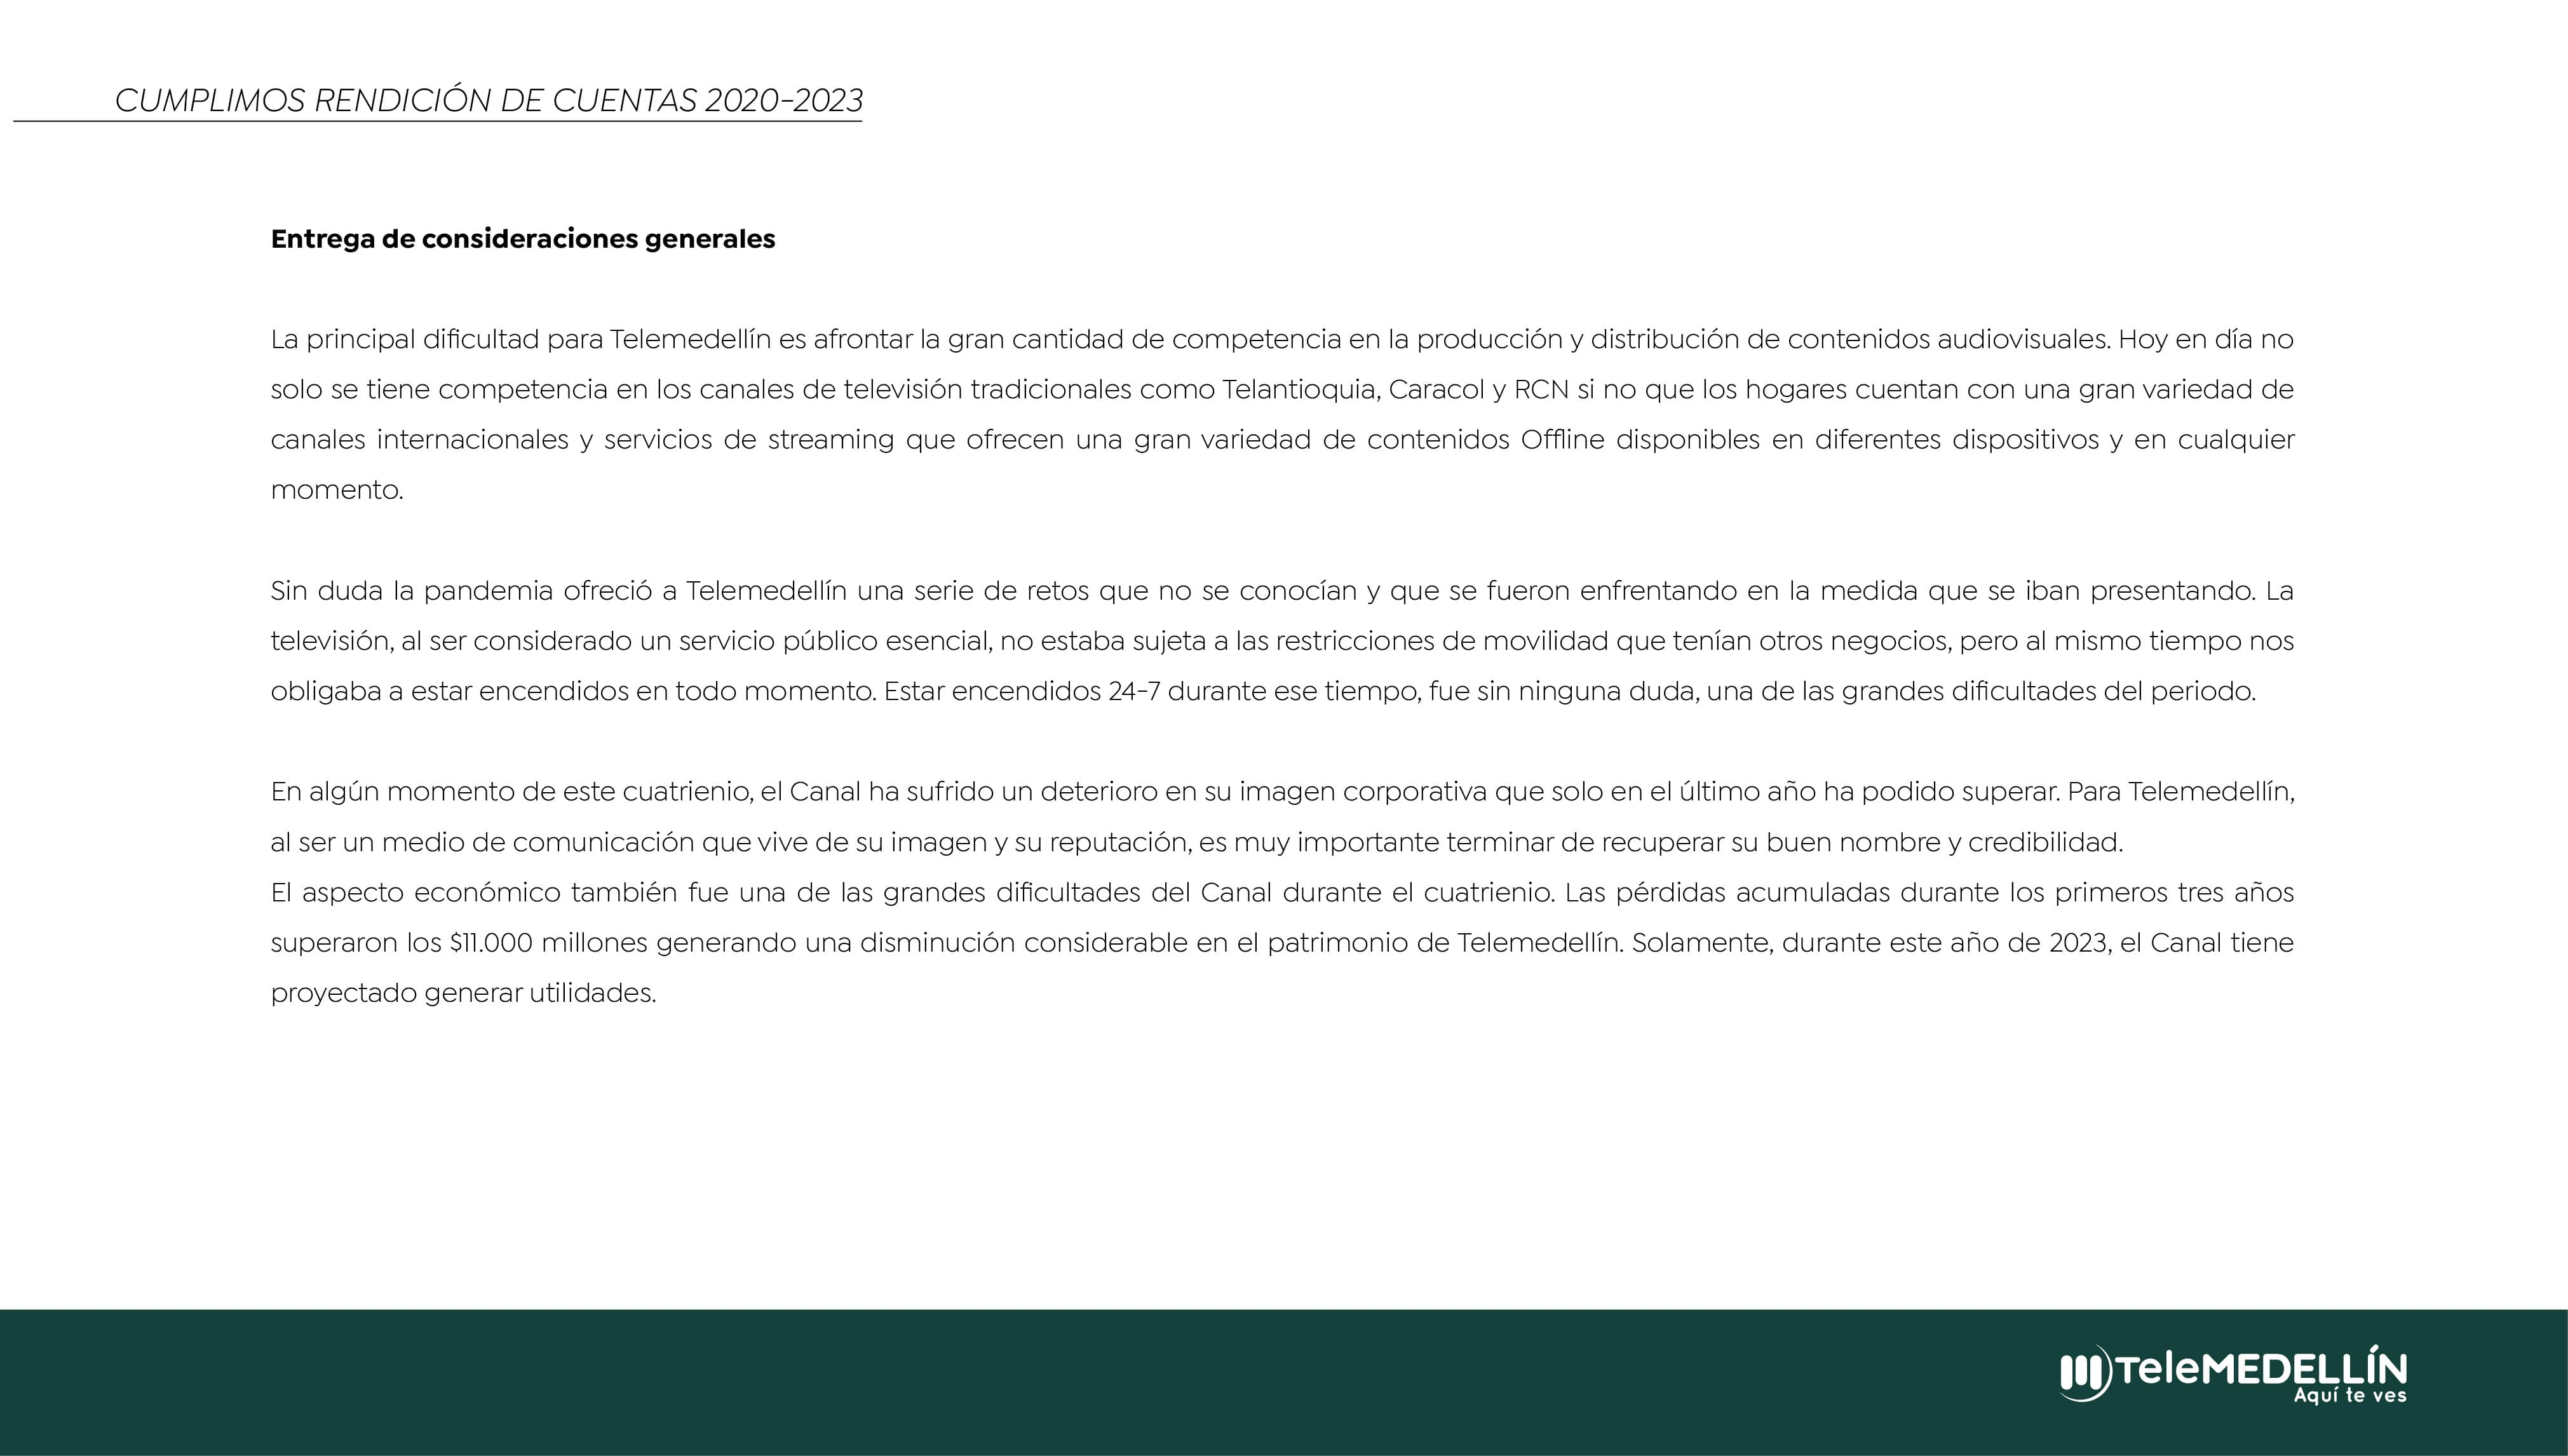 CUMPLIMOS RENDICIÓN DE CUENTAS 2020-2023
Entrega de consideraciones generales
La principal dificultad para Telemedellín es afrontar la gran cantidad de competencia en la producción y distribución de contenidos audiovisuales. Hoy en día no
solo se tiene competencia en los canales de televisión tradicionales como Telantioquia, Caracol y RCN si no que los hogares cuentan con una gran variedad de
canales internacionales y servicios de streaming que ofrecen una gran variedad de contenidos Offline disponibles en diferentes dispositivos y en cualquier
momento.
Sin duda la pandemia ofreció a Telemedellín una serie de retos que no se conocían y que se fueron enfrentando en la medida que se iban presentando. La
televisión, al ser considerado un servicio público esencial, no estaba sujeta a las restricciones de movilidad que tenían otros negocios, pero al mismo tiempo nos
obligaba a estar encendidos en todo momento. Estar encendidos 24-7 durante ese tiempo, fue sin ninguna duda, una de las grandes dificultades del periodo.
En algún momento de este cuatrienio, el Canal ha sufrido un deterioro en su imagen corporativa que solo en el último año ha podido superar. Para Telemedellín,
al ser un medio de comunicación que vive de su imagen y su reputación, es muy importante terminar de recuperar su buen nombre y credibilidad.
El aspecto económico también fue una de las grandes dificultades del Canal durante el cuatrienio. Las pérdidas acumuladas durante los primeros tres años
superaron los $11.000 millones generando una disminución considerable en el patrimonio de Telemedellín. Solamente, durante este año de 2023, el Canal tiene
proyectado generar utilidades.
TeleMEDELLÍN
Aquí te ves